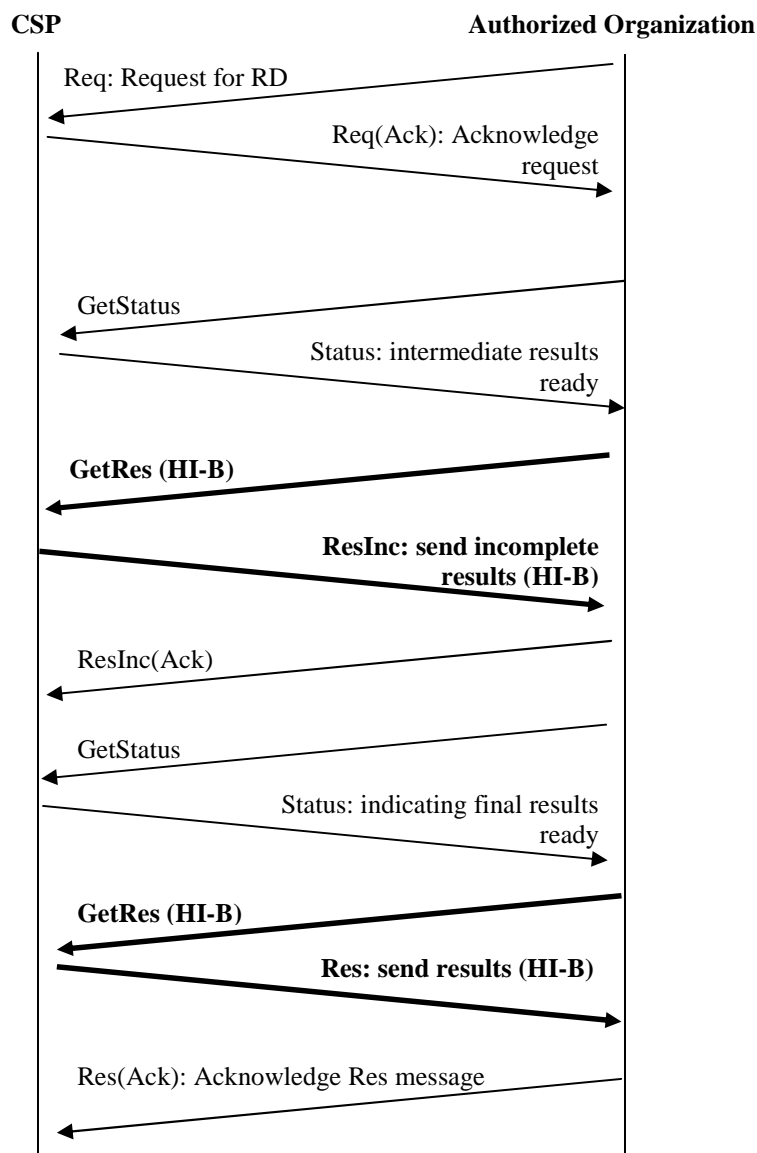 CSP
Authorized Organization
Req: Request for RD
Req(Ack): Acknowledge
request
GetStatus
Status: intermediate results
ready
GetRes (HI-B)
ResInc: send incomplete
results (HI-B)
ResInc(Ack)
GetStatus
Status: indicating final results
ready
GetRes (HI-B)
Res: send results (HI-B)
Res(Ack): Acknowledge Res message